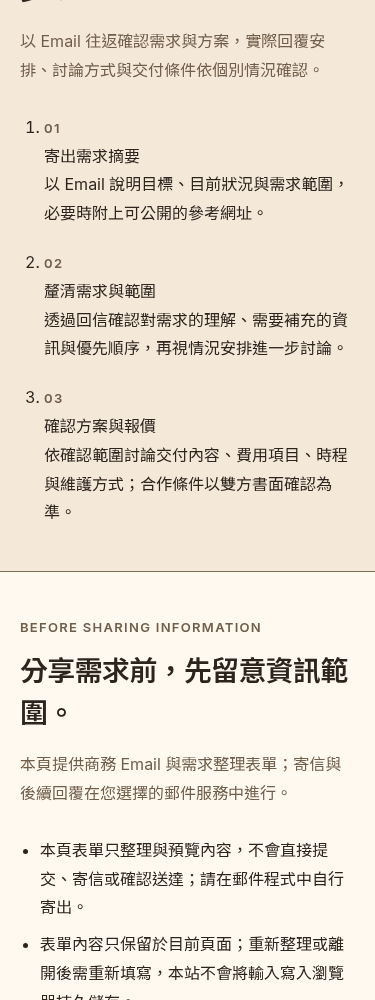 以 Email 往返確認需求與方案，實際回覆安
排、討論方式與交付條件依個別情況確認。
1. 01
寄出需求摘要
以 Email 說明目標、目前狀況與需求範圍，
必要時附上可公開的參考網址。
2. 02
釐清需求與範圍
透過回信確認對需求的理解、需要補充的資
訊與優先順序，再視情況安排進一步討論。
3. 03
確認方案與報價
依確認範圍討論交付內容、費用項目、時程
與維護方式；合作條件以雙方書面確認為
準。
BEFORE SHARING INFORMATION
分享需求前，先留意資訊範
圍。
本頁提供商務 Email 與需求整理表單；寄信與
後續回覆在您選擇的郵件服務中進行。
• 本頁表單只整理與預覽內容，不會直接提
交、寄信或確認送達；請在郵件程式中自行
寄出。
• 表單內容只保留於目前頁面；重新整理或離
開後需重新填寫，本站不會將輸入寫入瀏覽